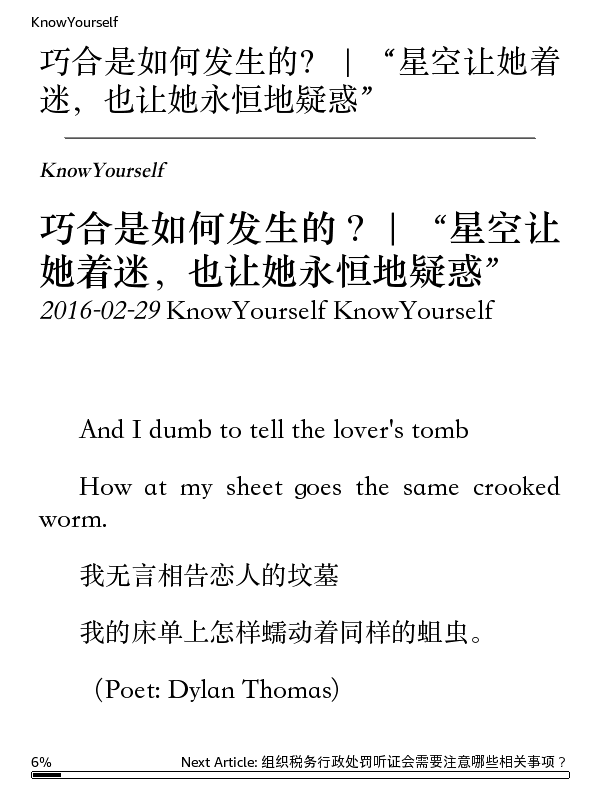 KnowYourself
巧合是如何发生的？ | “星空让她着
迷，也让她永恒地疑惑”
KnowYourself
巧合是如何发生的？| “星空让
她着迷，也让她永恒地疑惑”
2016-02-29 KnowYourself KnowYourself
And I dumb to tell the lover's tomb
How at my sheet goes the same crooked
worm.
我无言相告恋人的坟墓
我的床单上怎样蠕动着同样的蛆虫。
（Poet: Dylan Thomas）
6% Next Article: 组织税务行政处罚听证会需要注意哪些相关事项？